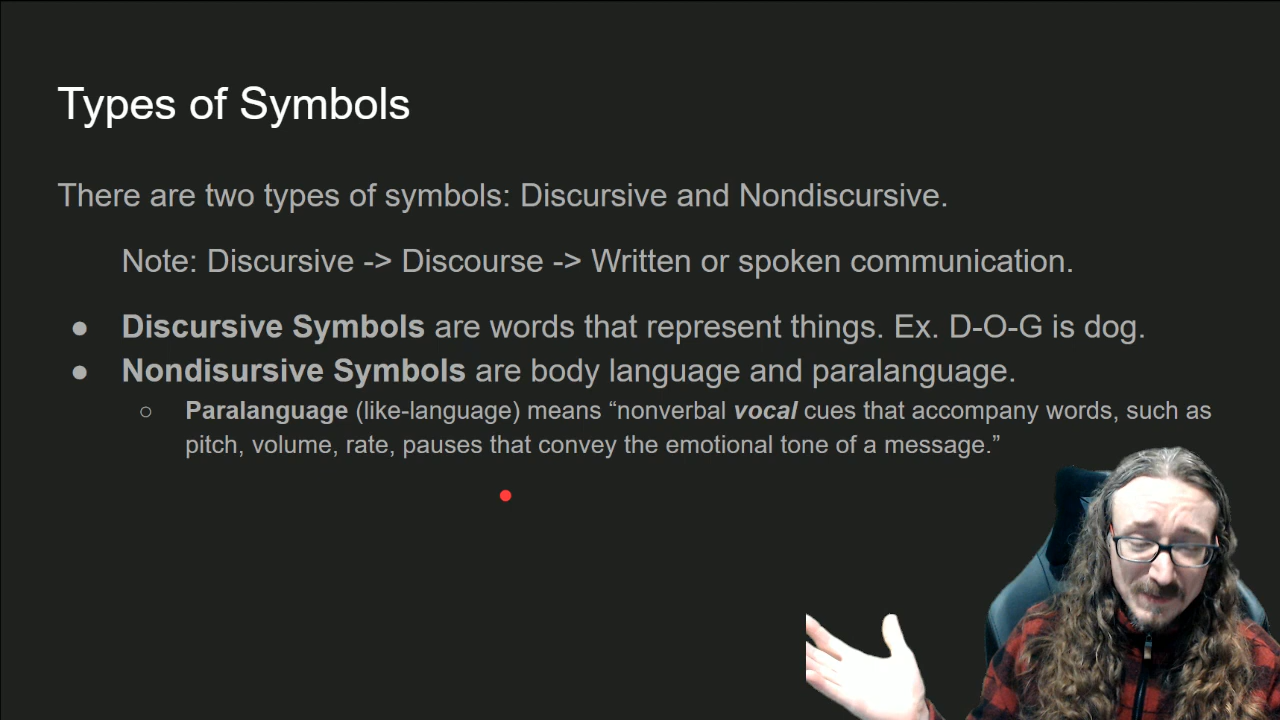 Types of Symbols
There are two types of symbols: Discursive and Nondiscursive.
Note: Discursive -> Discourse -> Written or spoken communication.
● Discursive Symbols are words that represent things. Ex. D-O-G is dog.
● Nondisursive Symbols are body language and paralanguage.
○ Paralanguage (like-language) means “nonverbal vocal cues that accompany words, such as
pitch, volume, rate, pauses that convey the emotional tone of a message.”